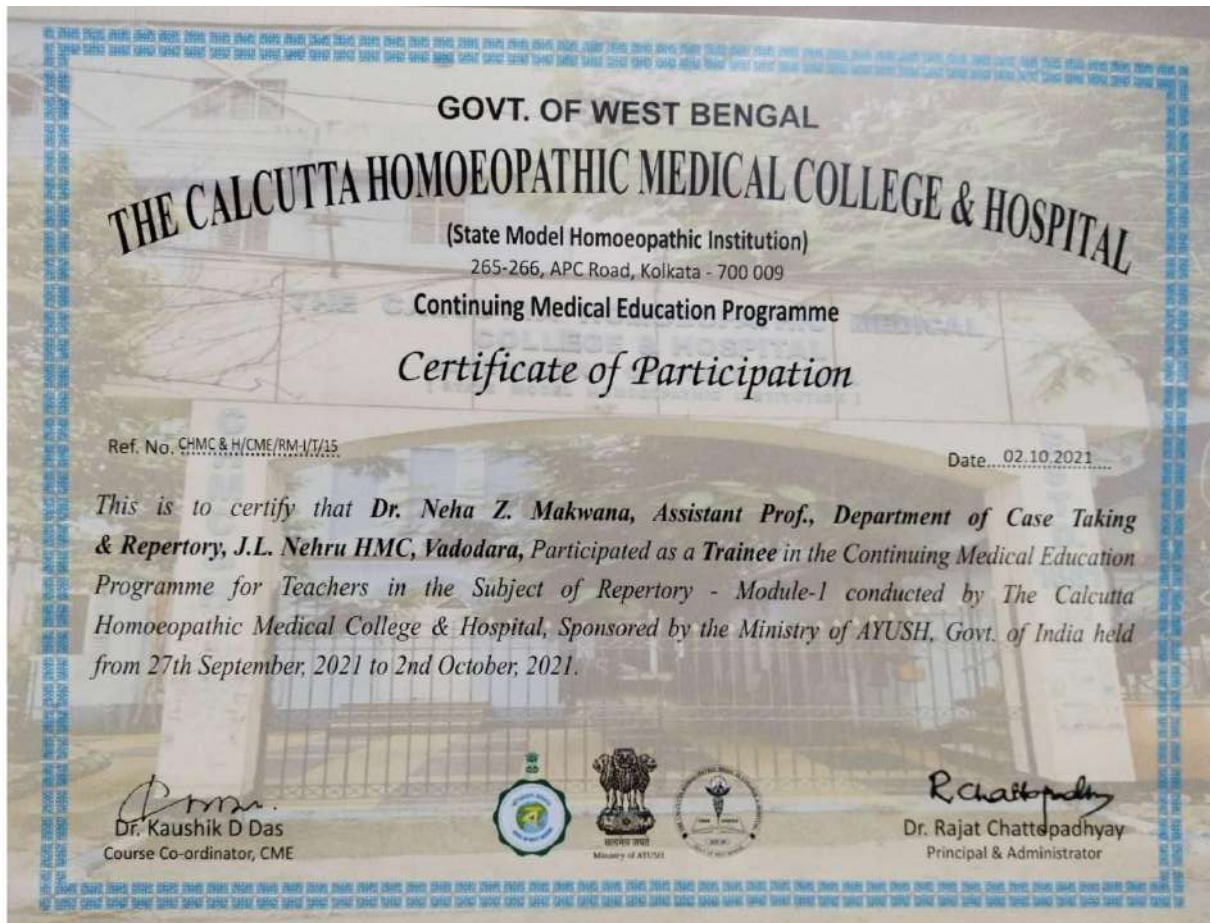 GOVT. OF WEST BENGAL
THE CALCUTTA HOMOEOPATHIC MEDICAL COLLEGE & HOSPITAL
(State Model Homoeopathic Institution)
265-266, APC Road, Kolkata - 700 009
Continuing Medical Education Programme
Certificate of Participation
Ref. No. CHMC & H/CME/RM-I/T/15
Date...02.10.2021....
This is to certify that Dr. Neha Z. Makwana, Assistant Prof., Department of Case Taking
& Repertory, J.L. Nehru HMC, Vadodara, Participated as a Trainee in the Continuing Medical Education
Programme for Teachers in the Subject of Repertory - Module-1 conducted by The Calcutta
Homoeopathic Medical College & Hospital, Sponsored by the Ministry of AYUSH, Govt. of India held
from 27th September, 2021 to 2nd October, 2021.
R Chattopadhy
Dr. Kaushik D Das
Course Co-ordinator, CME
सत्यमेव जयते
Ministry of AYUSH
Dr. Rajat Chattopadhyay
Principal & Administrator